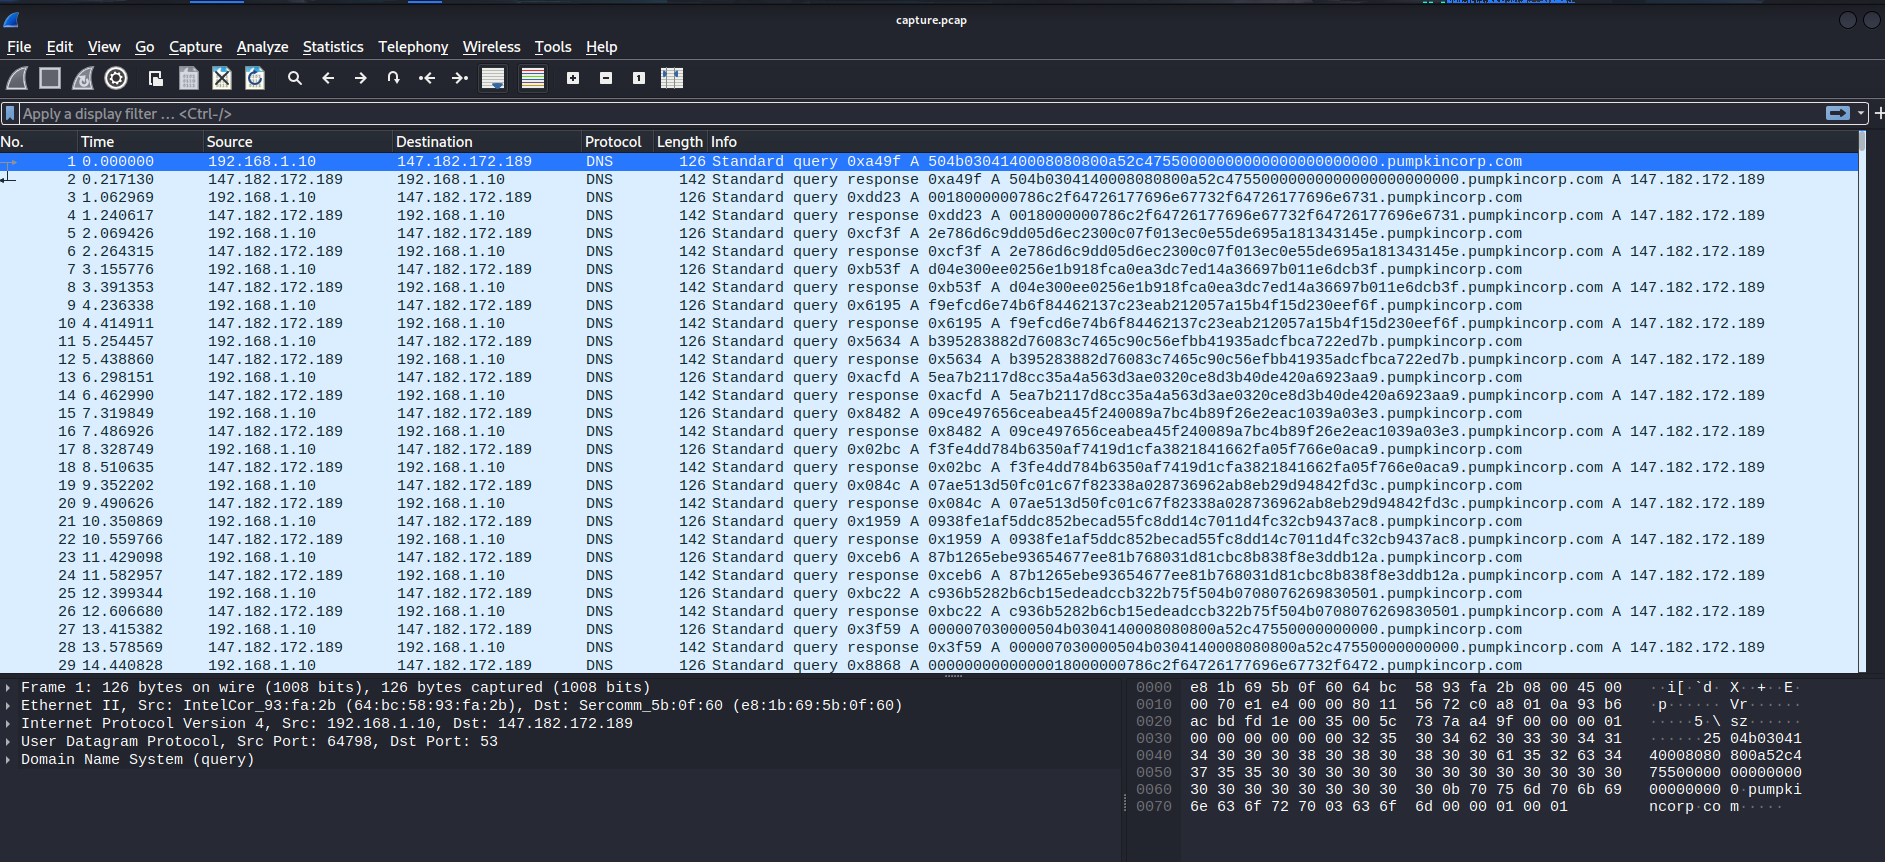 capture.pcap
File Edit View Go Capture Analyze Statistics Telephony Wireless Tools Help
Apply a display filter … <Ctrl-/>
No. Time Source Destination Protocol Length Info
1 0.000000 192.168.1.10 147.182.172.189 DNS 126 Standard query 0xa49f A 504b0304140008080800a52c475500000000000000000000000.pumpkincorp.com
2 0.217130 147.182.172.189 192.168.1.10 DNS 142 Standard query response 0xa49f A 504b0304140008080800a52c475500000000000000000000000.pumpkincorp.com A 147.182.172.189
3 1.062969 192.168.1.10 147.182.172.189 DNS 126 Standard query 0xdd23 A 0018000000786c2f64726177696e67732f64726177696e6731.pumpkincorp.com
4 1.240617 147.182.172.189 192.168.1.10 DNS 142 Standard query response 0xdd23 A 0018000000786c2f64726177696e67732f64726177696e6731.pumpkincorp.com A 147.182.172.189
5 2.069426 192.168.1.10 147.182.172.189 DNS 126 Standard query 0xcf3f A 2e786d6c9dd05d6ec2300c07f013ec0e55de695a181343145e.pumpkincorp.com
6 2.264315 147.182.172.189 192.168.1.10 DNS 142 Standard query response 0xcf3f A 2e786d6c9dd05d6ec2300c07f013ec0e55de695a181343145e.pumpkincorp.com A 147.182.172.189
7 3.155776 192.168.1.10 147.182.172.189 DNS 126 Standard query 0xb53f A d04e300ee0256e1b918fca0ea3dc7ed14a36697b011e6dcb3f.pumpkincorp.com
8 3.391353 147.182.172.189 192.168.1.10 DNS 142 Standard query response 0xb53f A d04e300ee0256e1b918fca0ea3dc7ed14a36697b011e6dcb3f.pumpkincorp.com A 147.182.172.189
9 4.236338 192.168.1.10 147.182.172.189 DNS 126 Standard query 0x6195 A f9efcd6e74b6f84462137c23eab212057a15b4f15d230eef6f.pumpkincorp.com
10 4.414911 147.182.172.189 192.168.1.10 DNS 142 Standard query response 0x6195 A f9efcd6e74b6f84462137c23eab212057a15b4f15d230eef6f.pumpkincorp.com A 147.182.172.189
11 5.254457 192.168.1.10 147.182.172.189 DNS 126 Standard query 0x5634 A b395283882d76083c7465c90c56efbb41935adcfbca722ed7b.pumpkincorp.com
12 5.438860 147.182.172.189 192.168.1.10 DNS 142 Standard query response 0x5634 A b395283882d76083c7465c90c56efbb41935adcfbca722ed7b.pumpkincorp.com A 147.182.172.189
13 6.298151 192.168.1.10 147.182.172.189 DNS 126 Standard query 0xacfd A 5ea7b2117d8cc35a4a563d3ae0320ce8d3b40de420a6923aa9.pumpkincorp.com
14 6.462990 147.182.172.189 192.168.1.10 DNS 142 Standard query response 0xacfd A 5ea7b2117d8cc35a4a563d3ae0320ce8d3b40de420a6923aa9.pumpkincorp.com A 147.182.172.189
15 7.319849 192.168.1.10 147.182.172.189 DNS 126 Standard query 0x8482 A 09ce497656ceabea45f240089a7bc4b89f26e2eac1039a03e3.pumpkincorp.com
16 7.486926 147.182.172.189 192.168.1.10 DNS 142 Standard query response 0x8482 A 09ce497656ceabea45f240089a7bc4b89f26e2eac1039a03e3.pumpkincorp.com A 147.182.172.189
17 8.328749 192.168.1.10 147.182.172.189 DNS 126 Standard query 0x02bc A f3fe4dd784b6350af7419d1cfa3821841662fa05f766e0aca9.pumpkincorp.com
18 8.510635 147.182.172.189 192.168.1.10 DNS 142 Standard query response 0x02bc A f3fe4dd784b6350af7419d1cfa3821841662fa05f766e0aca9.pumpkincorp.com A 147.182.172.189
19 9.352202 192.168.1.10 147.182.172.189 DNS 126 Standard query 0x084c A 07ae513d50fc01c67f82338a028736962ab8eb29d94842fd3c.pumpkincorp.com
20 9.490626 147.182.172.189 192.168.1.10 DNS 142 Standard query response 0x084c A 07ae513d50fc01c67f82338a028736962ab8eb29d94842fd3c.pumpkincorp.com A 147.182.172.189
21 10.350869 192.168.1.10 147.182.172.189 DNS 126 Standard query 0x1959 A 0938fe1af5ddc852becad55fc8dd14c7011d4fc32cb9437ac8.pumpkincorp.com
22 10.559766 147.182.172.189 192.168.1.10 DNS 142 Standard query response 0x1959 A 0938fe1af5ddc852becad55fc8dd14c7011d4fc32cb9437ac8.pumpkincorp.com A 147.182.172.189
23 11.429098 192.168.1.10 147.182.172.189 DNS 126 Standard query 0xceb6 A 87b1265ebe93654677ee81b768031d81cbc8b838f8e3ddb12a.pumpkincorp.com
24 11.582957 147.182.172.189 192.168.1.10 DNS 142 Standard query response 0xceb6 A 87b1265ebe93654677ee81b768031d81cbc8b838f8e3ddb12a.pumpkincorp.com A 147.182.172.189
25 12.399344 192.168.1.10 147.182.172.189 DNS 126 Standard query 0xbc22 A c936b5282b6cb15edeadccb322b75f504b0708076269830501.pumpkincorp.com
26 12.606680 147.182.172.189 192.168.1.10 DNS 142 Standard query response 0xbc22 A c936b5282b6cb15edeadccb322b75f504b0708076269830501.pumpkincorp.com A 147.182.172.189
27 13.415382 192.168.1.10 147.182.172.189 DNS 126 Standard query 0x3f59 A 000007030000504b0304140008080800a52c47550000000000.pumpkincorp.com
28 13.578569 147.182.172.189 192.168.1.10 DNS 142 Standard query response 0x3f59 A 000007030000504b0304140008080800a52c47550000000000.pumpkincorp.com A 147.182.172.189
29 14.440828 192.168.1.10 147.182.172.189 DNS 126 Standard query 0x8868 A 0000000000000018000000786c2f64726177696e67732f6472.pumpkincorp.com
Frame 1: 126 bytes on wire (1008 bits), 126 bytes captured (1008 bits)
Ethernet II, Src: IntelCor_93:fa:2b (64:bc:58:93:fa:2b), Dst: Sercomm_5b:0f:60 (e8:1b:69:5b:0f:60)
Internet Protocol Version 4, Src: 192.168.1.10, Dst: 147.182.172.189
User Datagram Protocol, Src Port: 64798, Dst Port: 53
Domain Name System (query)
0000 e8 1b 69 5b 0f 60 64 bc 58 93 fa 2b 08 00 45 00 ··i[·`d· X··+··E·
0010 00 70 e1 e4 00 00 80 11 56 72 c0 a8 01 0a 93 b6 ·p······ Vr······
0020 ac bd fd 1e 00 35 00 5c 73 7a a4 9f 00 00 00 01 ·····5·\ sz······
0030 00 00 00 00 00 00 32 35 30 34 62 30 33 30 34 31 ······25 04b03041
0040 34 30 30 30 38 30 38 30 38 30 30 61 35 32 63 34 40008080 800a52c4
0050 37 35 35 30 30 30 30 30 30 30 30 30 30 30 30 30 75500000 00000000
0060 30 30 30 30 30 30 30 30 30 0b 70 75 6d 70 6b 69 00000000 0·pumpki
0070 6e 63 6f 72 70 03 63 6f 6d 00 00 01 00 01 ncorp·co m·····